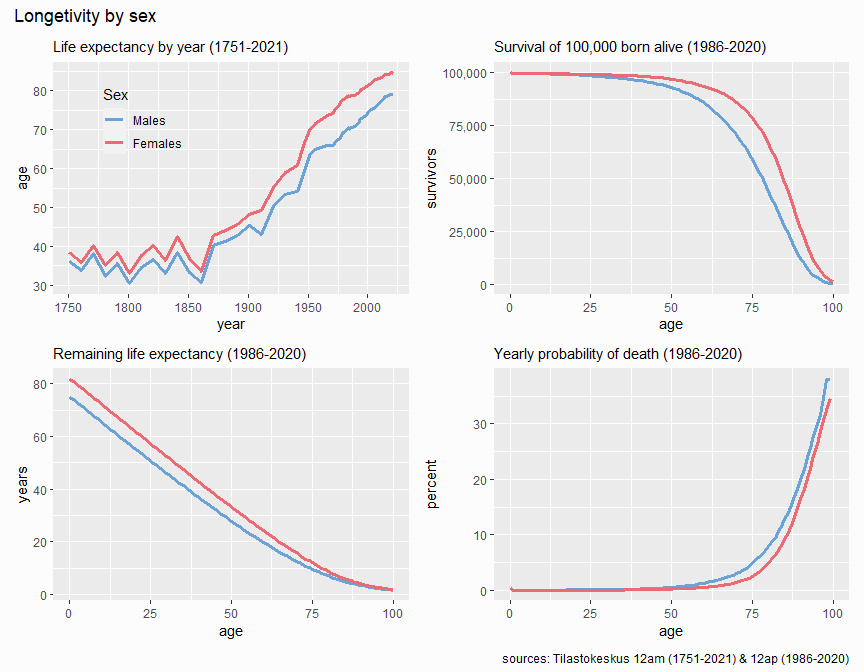 Longetivity by sex
Life expectancy by year (1751-2021)
age
80
70
60
50
40
30
Sex
Males
Females
1750 1800 1850 1900 1950 2000
year
Survival of 100,000 born alive (1986-2020)
survivors
100,000
75,000
50,000
25,000
0
0 25 50 75 100
age
Remaining life expectancy (1986-2020)
years
80
60
40
20
0
0 25 50 75 100
age
Yearly probability of death (1986-2020)
percent
30
20
10
0
0 25 50 75 100
age
sources: Tilastokeskus 12am (1751-2021) & 12ap (1986-2020)